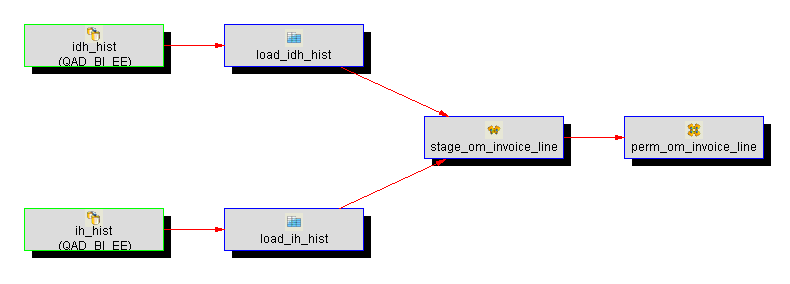 idh_hist
(QAD_BI_EE)
load_idh_hist
stage_om_invoice_line
perm_om_invoice_line
ih_hist
(QAD_BI_EE)
load_ih_hist